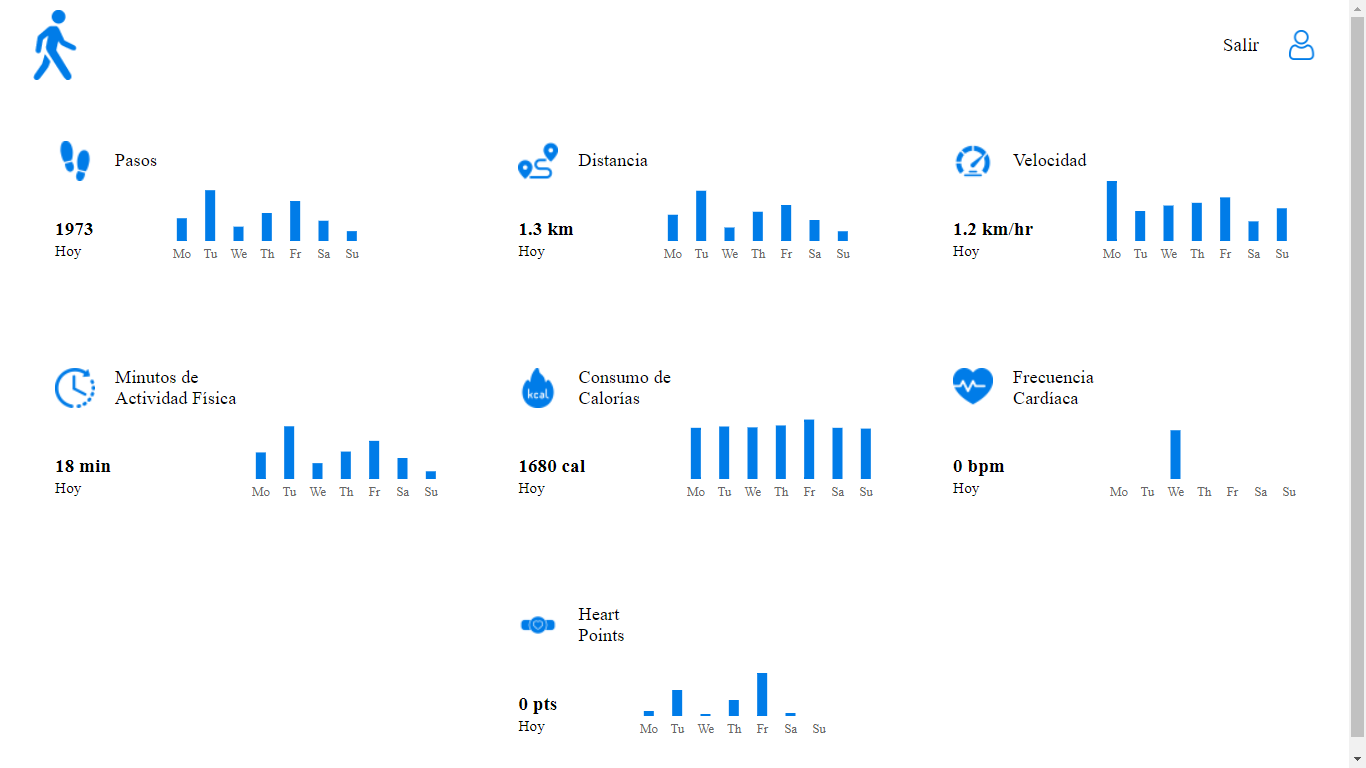 Salir
Pasos
1973
Hoy
Mo Tu We Th Fr Sa Su
Distancia
1.3 km
Hoy
Mo Tu We Th Fr Sa Su
Velocidad
1.2 km/hr
Hoy
Mo Tu We Th Fr Sa Su
Minutos de
Actividad Física
18 min
Hoy
Mo Tu We Th Fr Sa Su
kcal
Consumo de
Calorías
1680 cal
Hoy
Mo Tu We Th Fr Sa Su
Frecuencia
Cardíaca
0 bpm
Hoy
Mo Tu We Th Fr Sa Su
Heart
Points
0 pts
Hoy
Mo Tu We Th Fr Sa Su